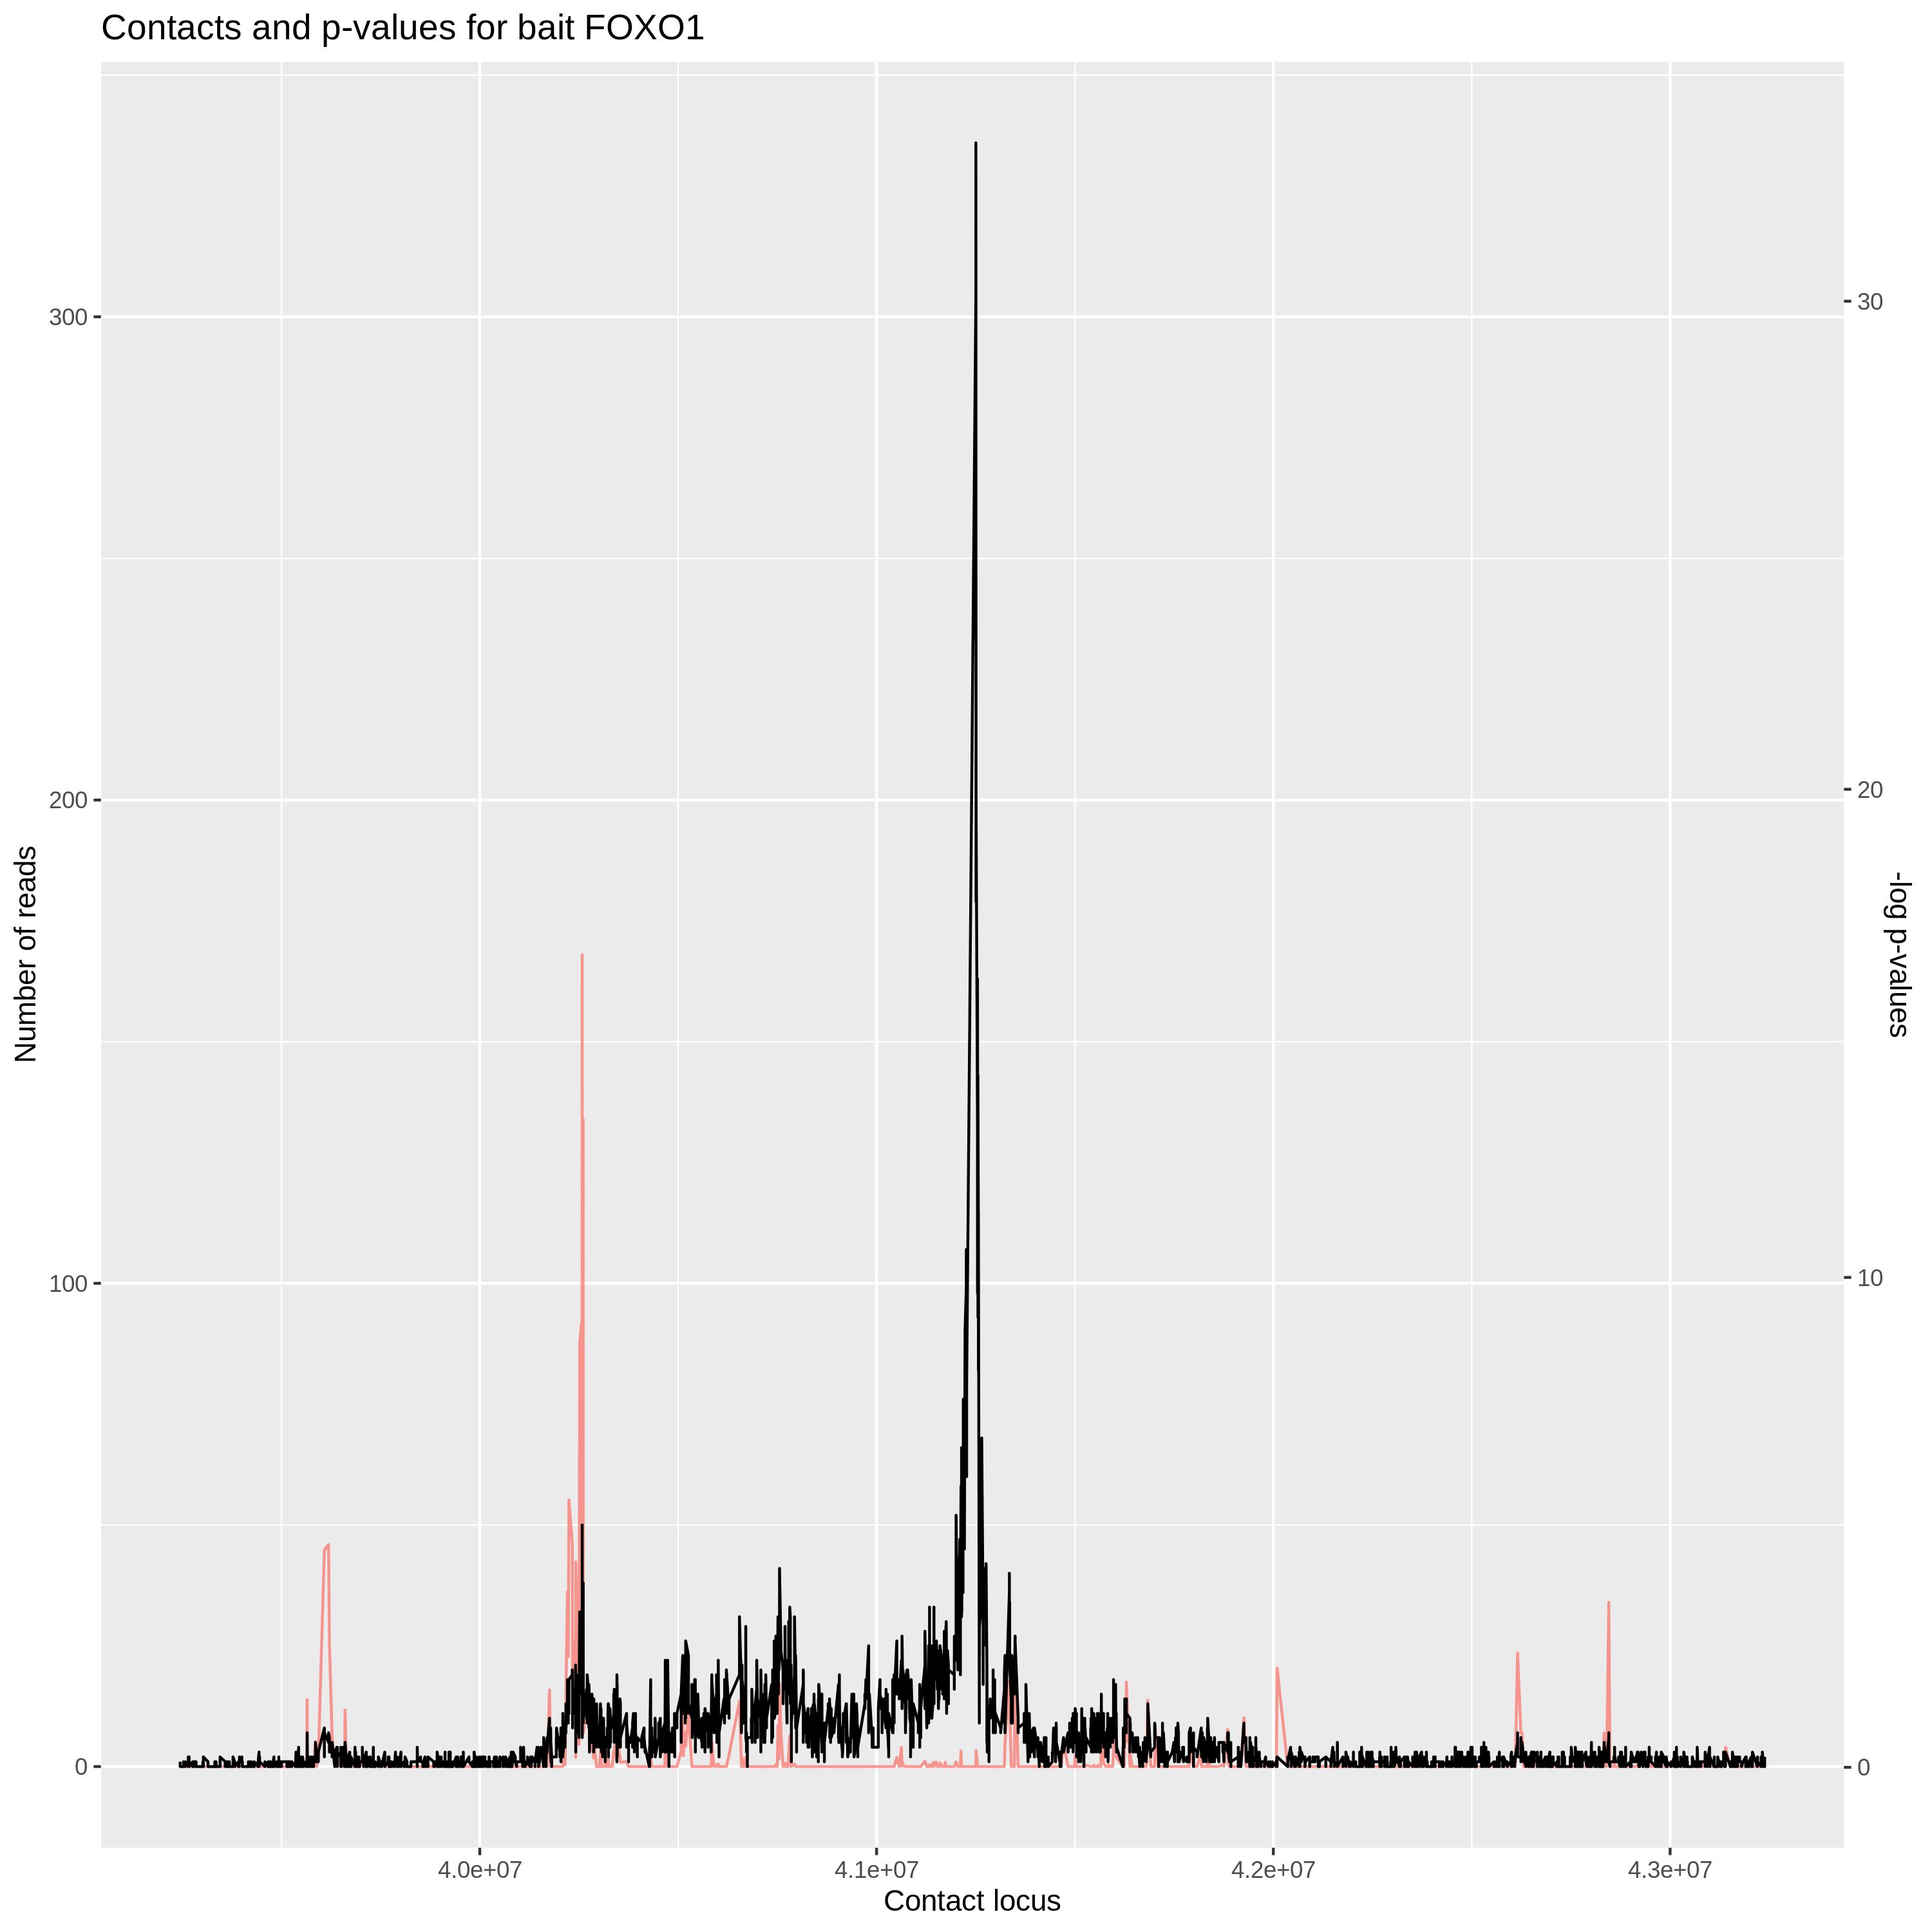 Contacts and p-values for bait FOXO1
300
200
100
0
Number of reads
30
20
10
0
-log p-values
4.0e+07
4.1e+07
4.2e+07
4.3e+07
Contact locus